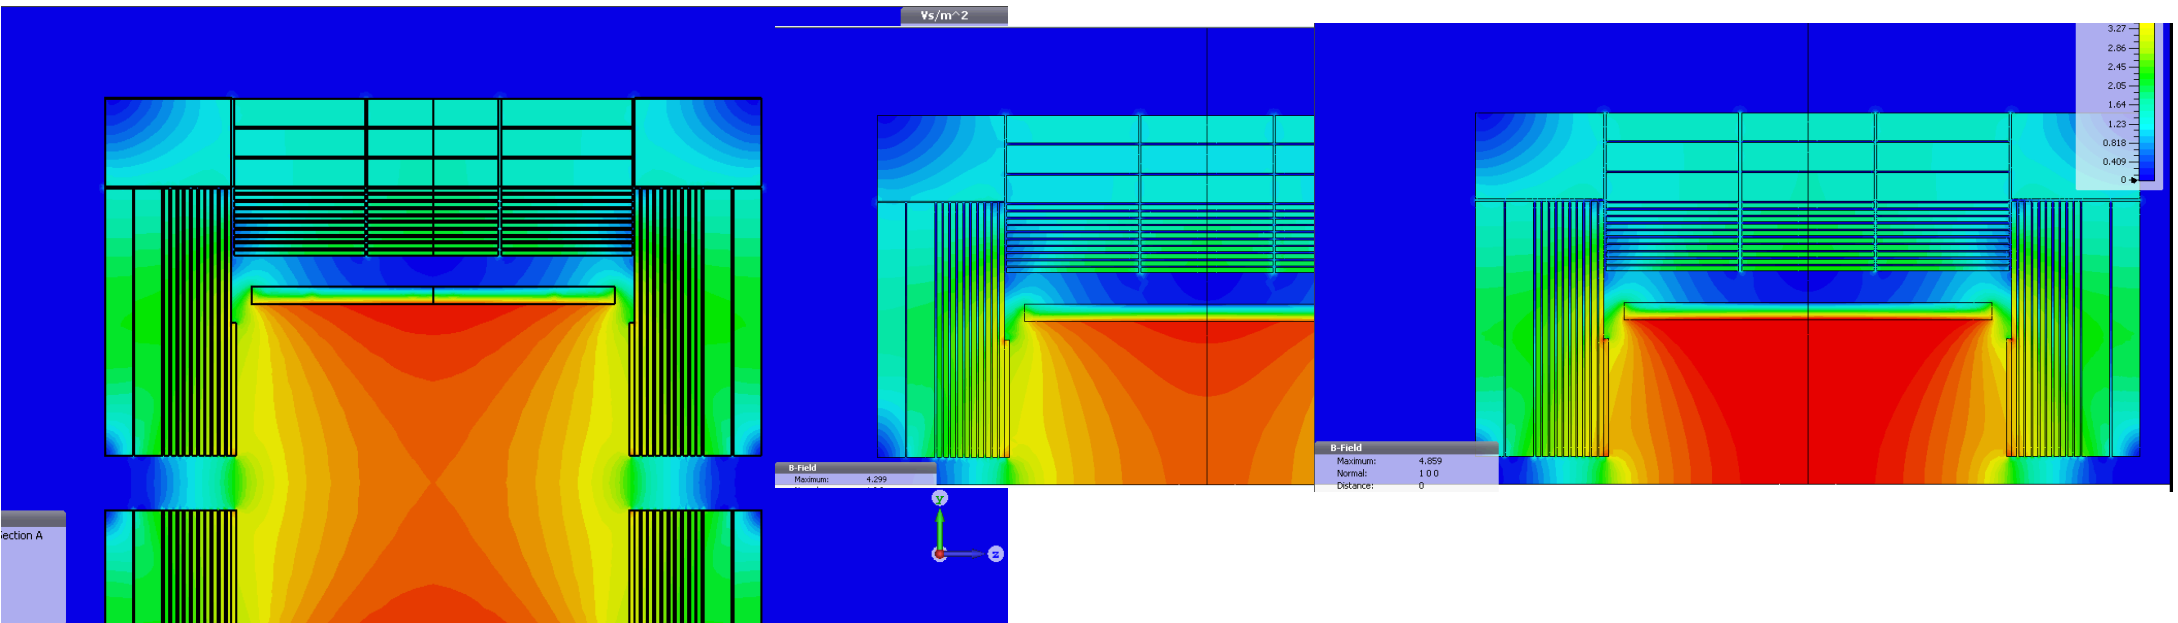 Vs/m^2
3.27
2.86
2.45
2.05
1.64
1.23
0.818
0.409
0
B-Field
Maximum: 4.299
B-Field
Maximum: 4.859
Normal: 1 0 0
Distance: 0
y
z
Section A